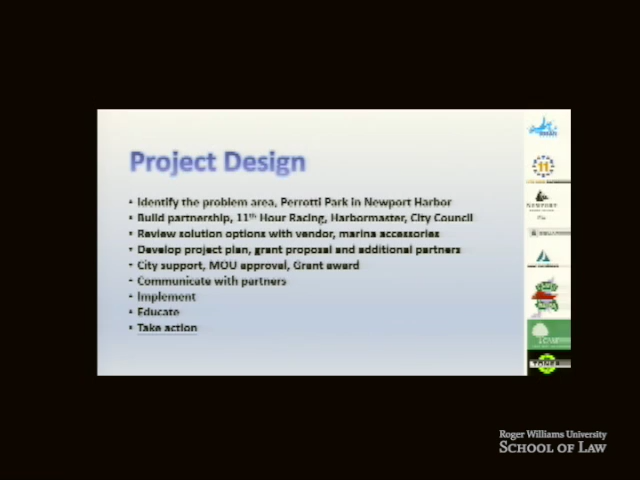 Project Design
• Identify the problem area, Perrotti Park in Newport Harbor
• Build partnership, 11th Hour Racing, Harbormaster, City Council
• Review solution options with vendor, marina accessories
• Develop project plan, grant proposal and additional partners
• City support, MOU approval, Grant award
• Communicate with partners
• Implement
• Educate
• Take action
11
NEWPORT
Roger Williams University
SCHOOL OF LAW